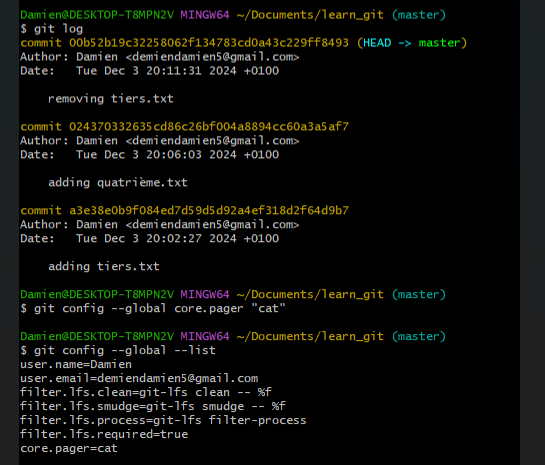 Damien@DESKTOP-T8MPN2V MINGW64 ~/Documents/learn_git (master)
$ git log
commit 00b52b19c32258062f134783cd0a43c229ff8493 (HEAD -> master)
Author: Damien <demiendamien5@gmail.com>
Date:   Tue Dec 3 20:11:31 2024 +0100
    removing tiers.txt
commit 024370332635cd86c26bf004a8894cc60a3a5af7
Author: Damien <demiendamien5@gmail.com>
Date:   Tue Dec 3 20:06:03 2024 +0100
    adding quatrième.txt
commit a3e38e0b9f084ed7d59d5d92a4ef318d2f64d9b7
Author: Damien <demiendamien5@gmail.com>
Date:   Tue Dec 3 20:02:27 2024 +0100
    adding tiers.txt
Damien@DESKTOP-T8MPN2V MINGW64 ~/Documents/learn_git (master)
$ git config --global core.pager "cat"
Damien@DESKTOP-T8MPN2V MINGW64 ~/Documents/learn_git (master)
$ git config --global --list
user.name=Damien
user.email=demiendamien5@gmail.com
filter.lfs.clean=git-lfs clean -- %f
filter.lfs.smudge=git-lfs smudge -- %f
filter.lfs.process=git-lfs filter-process
filter.lfs.required=true
core.pager=cat